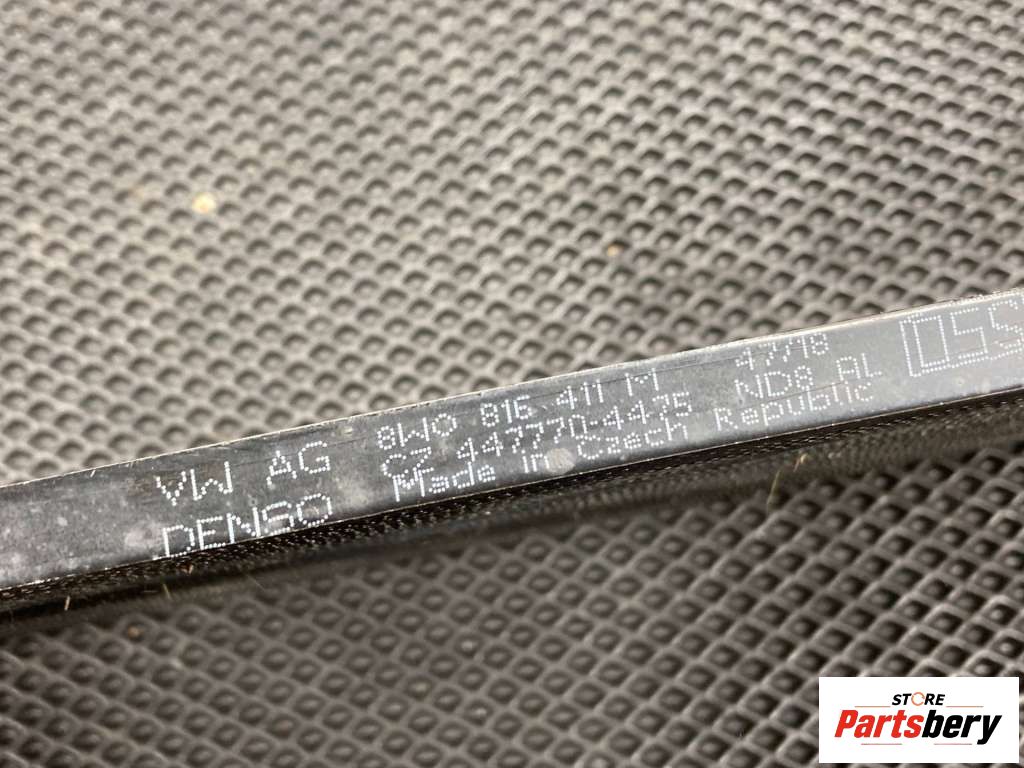 VW AG
DENSO
8W0 816 411 M
CZ 447770-4475
Made In Czech Republic
47/18
ND8 AL
055
STORE
Partsbery